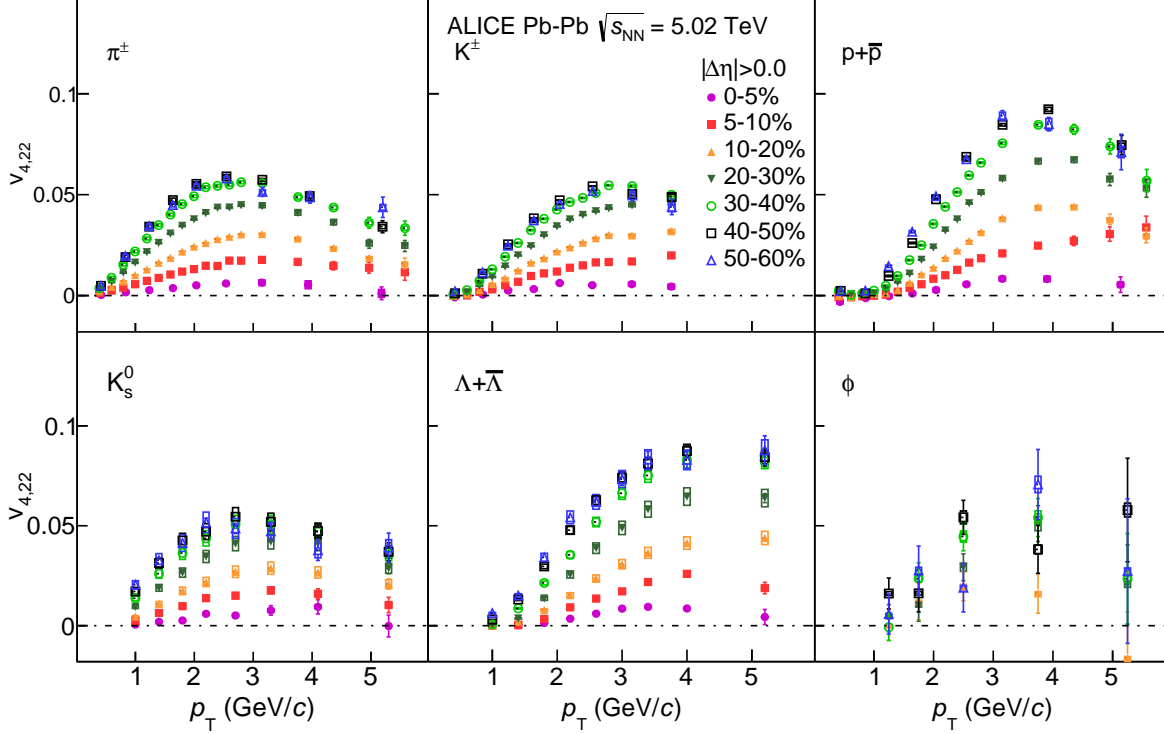 ALICE Pb-Pb √s_NN = 5.02 TeV
π±
K±
p+p̅
|Δη|>0.0
0-5%
5-10%
10-20%
20-30%
30-40%
40-50%
50-60%
v4,22
0.1
0.05
0
K0s
Λ+Λ̅
ϕ
v4,22
0.1
0.05
0
1 2 3 4 5
1 2 3 4 5
1 2 3 4 5
pT (GeV/c)
pT (GeV/c)
pT (GeV/c)